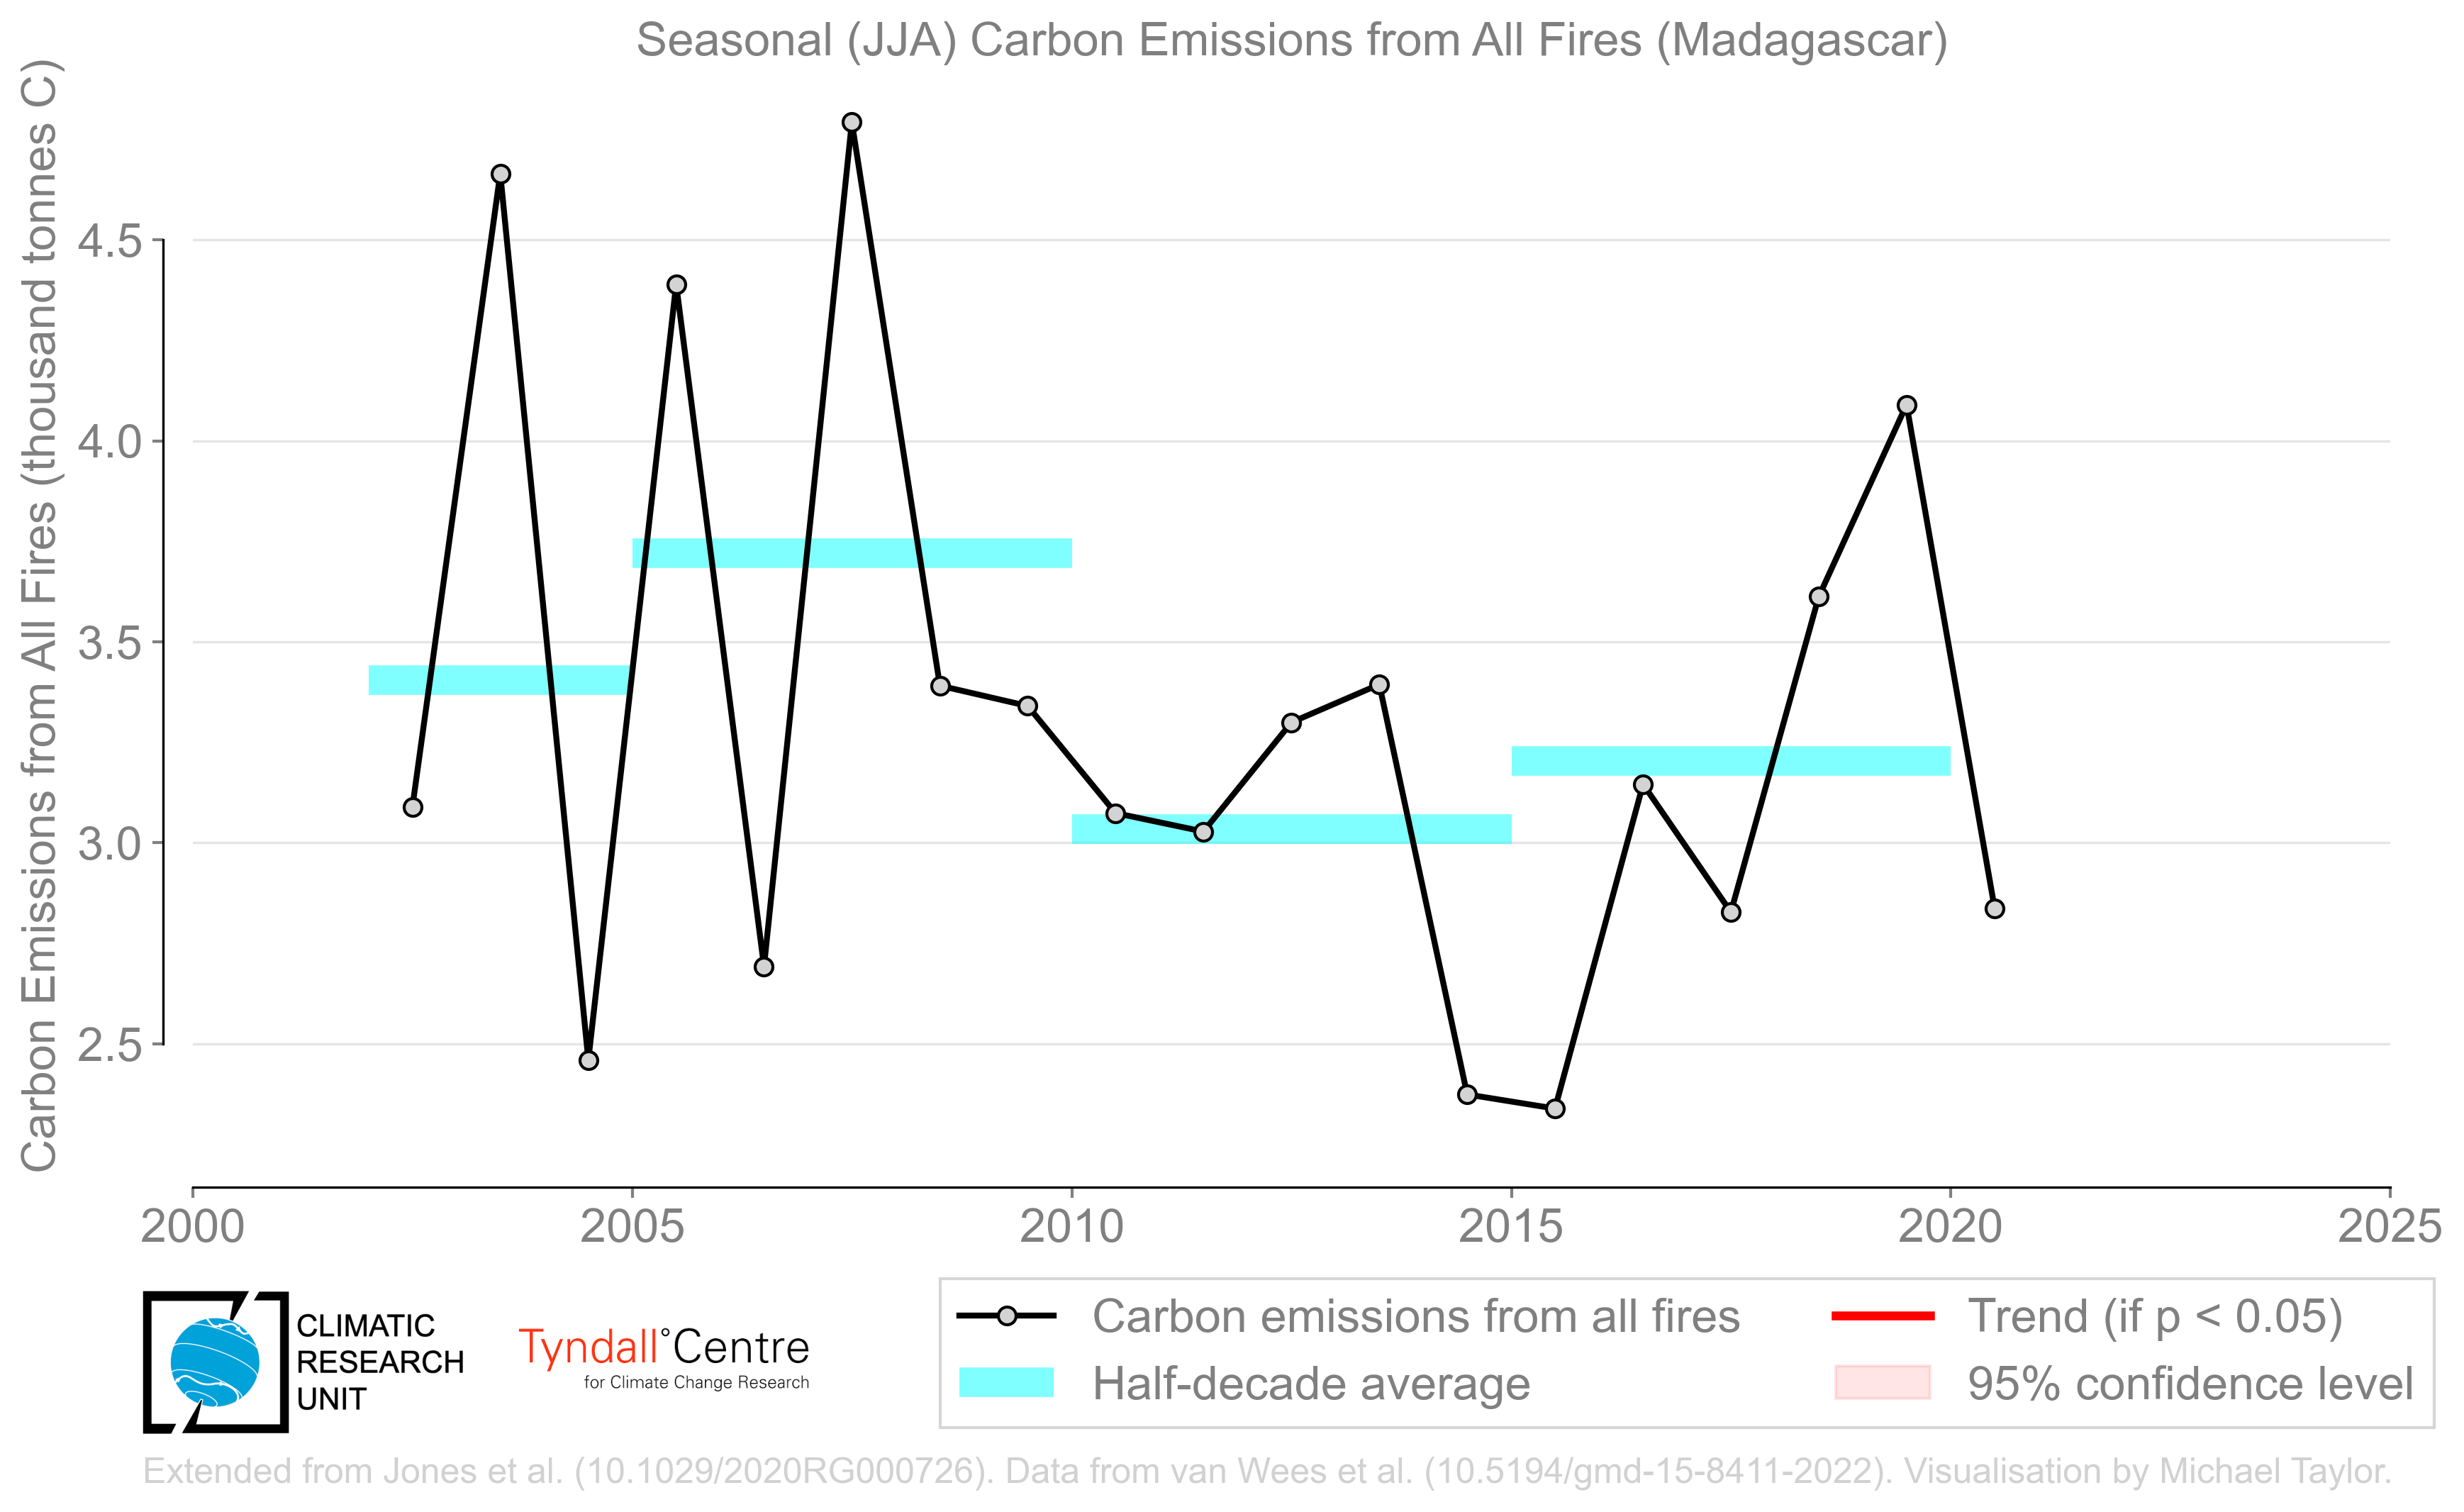 Seasonal (JJA) Carbon Emissions from All Fires (Madagascar)
Carbon Emissions from All Fires (thousand tonnes C)
4.5
4.0
3.5
3.0
2.5
2000
2005
2010
2015
2020
2025
CLIMATIC
RESEARCH
UNIT
Tyndall°Centre
for Climate Change Research
Carbon emissions from all fires
Half-decade average
Trend (if p < 0.05)
95% confidence level
Extended from Jones et al. (10.1029/2020RG000726). Data from van Wees et al. (10.5194/gmd-15-8411-2022). Visualisation by Michael Taylor.